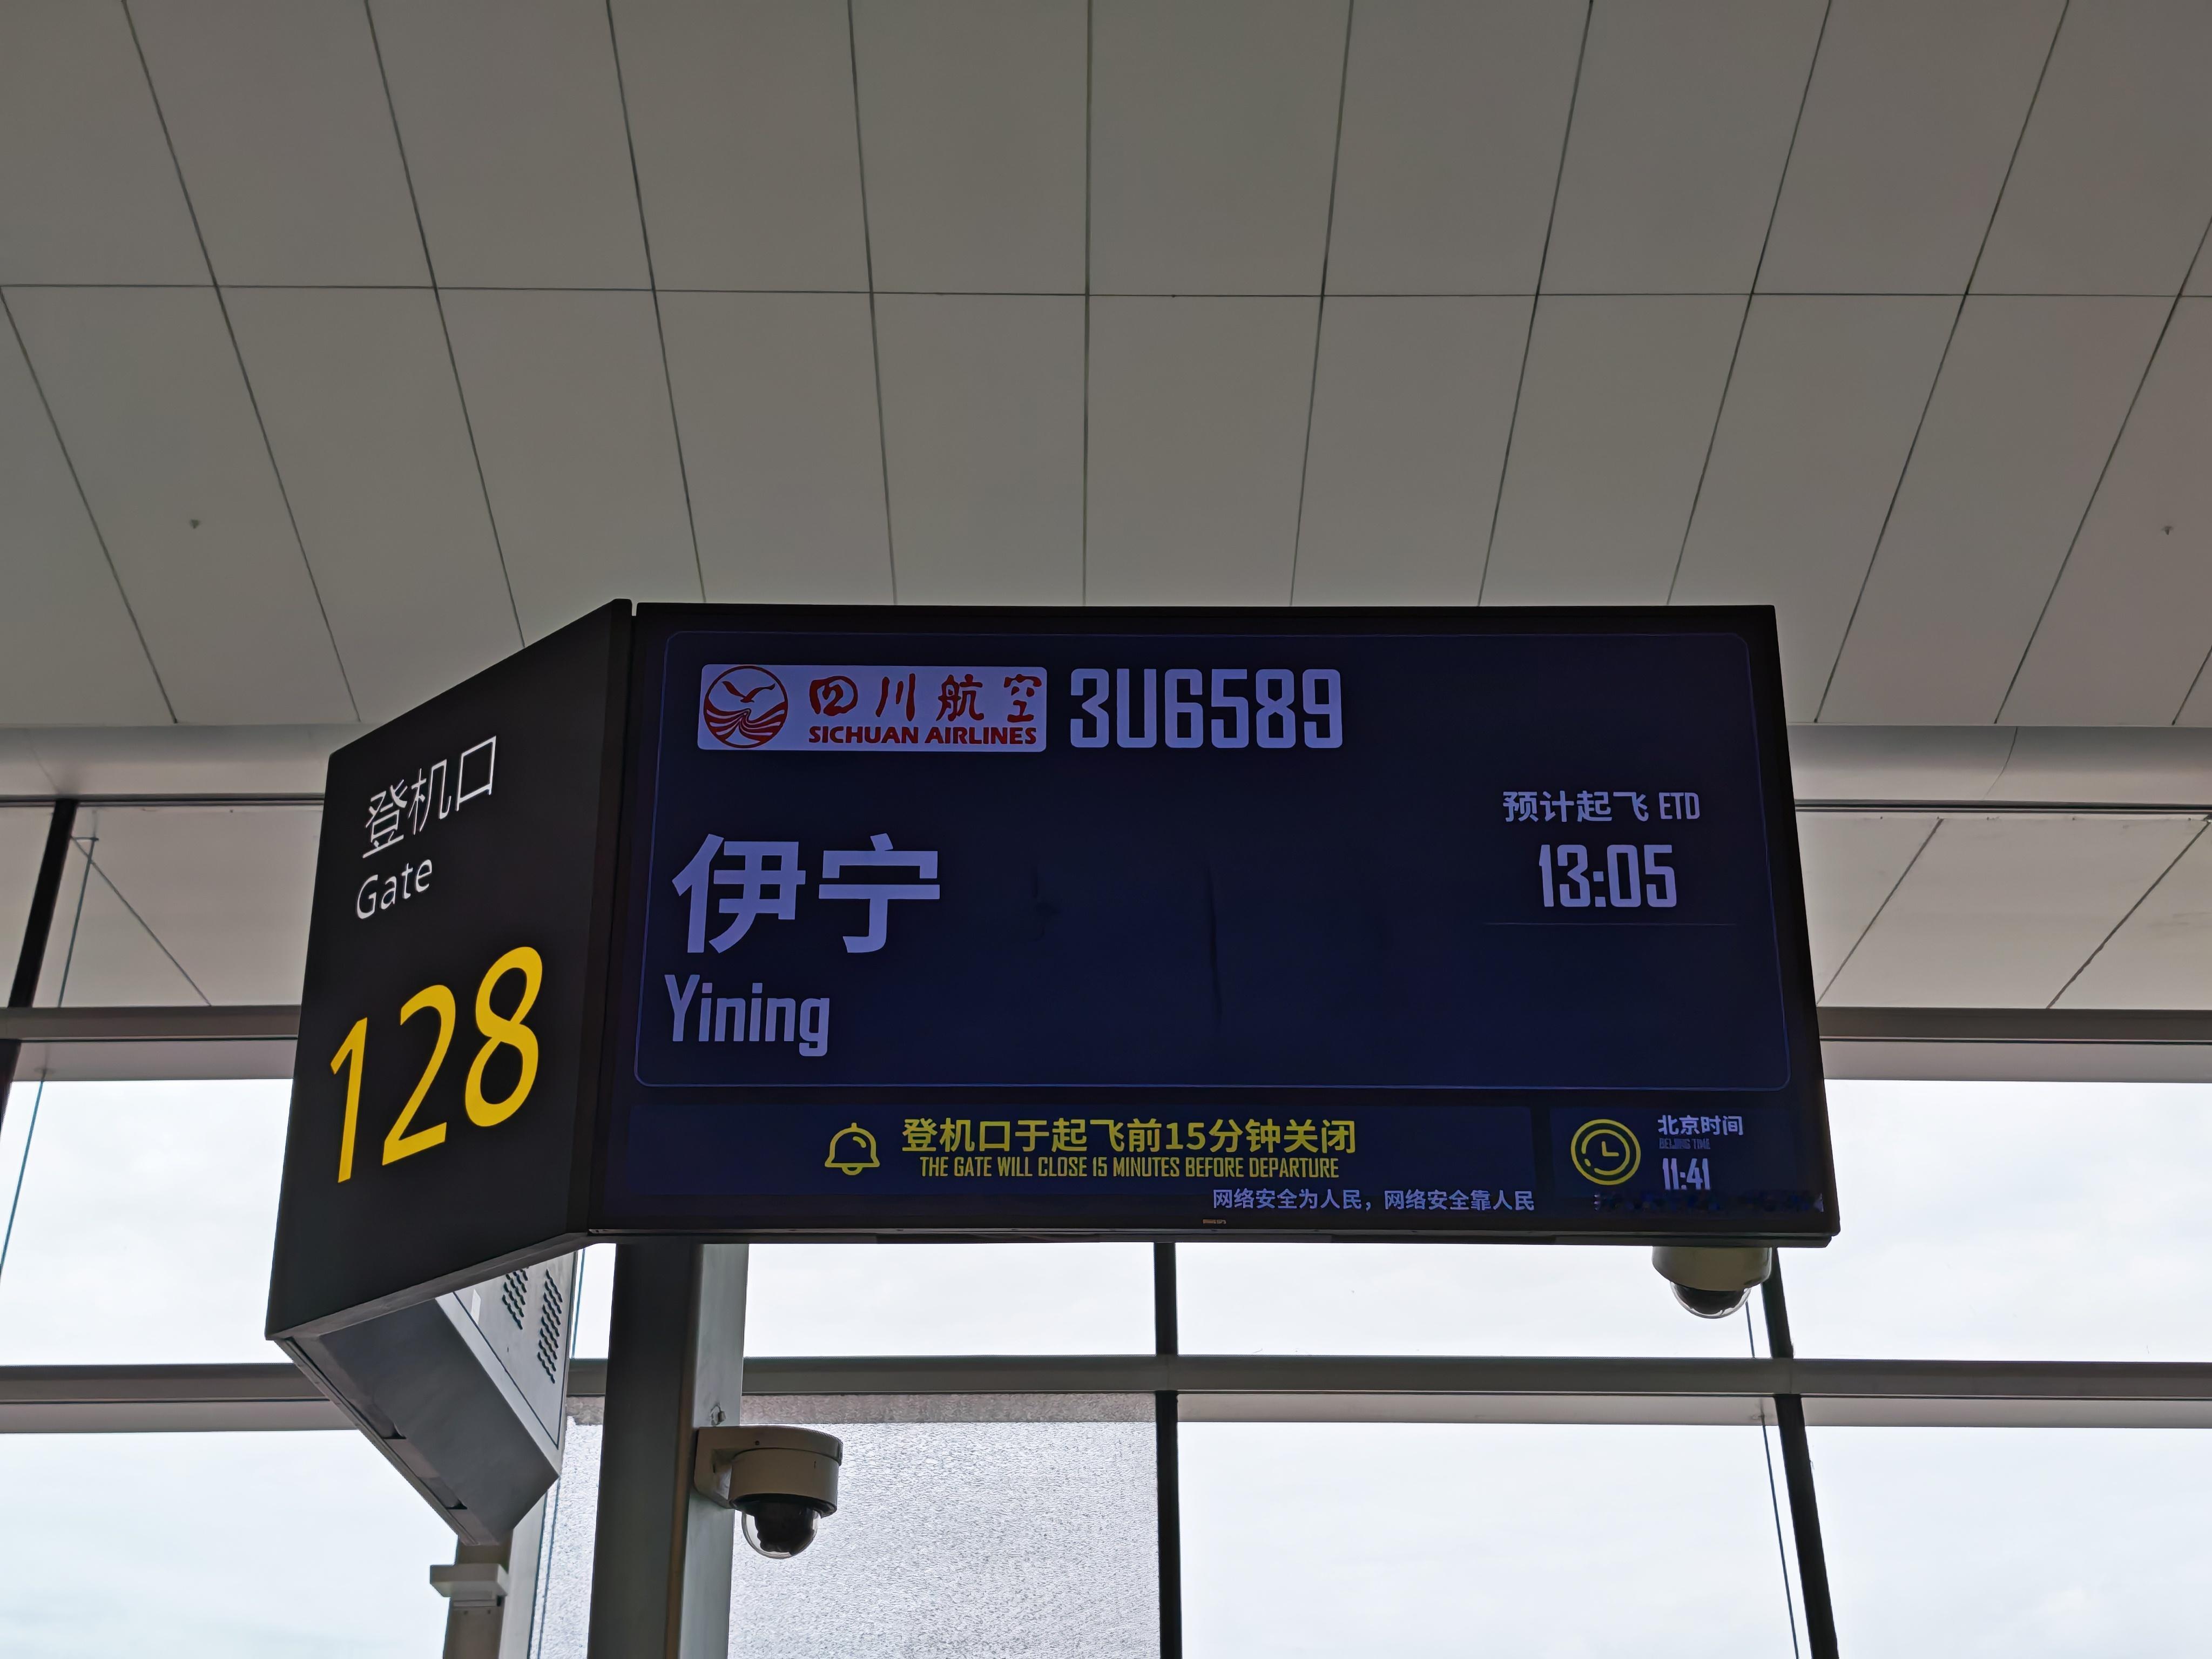 登机口
Gate
128
四川航空
SICHUAN AIRLINES
3U6589
预计起飞 ETD
13:05
伊宁
Yining
登机口于起飞前15分钟关闭
THE GATE WILL CLOSE 15 MINUTES BEFORE DEPARTURE
北京时间
BEIJING TIME
11:41
网络安全为人民，网络安全靠人民